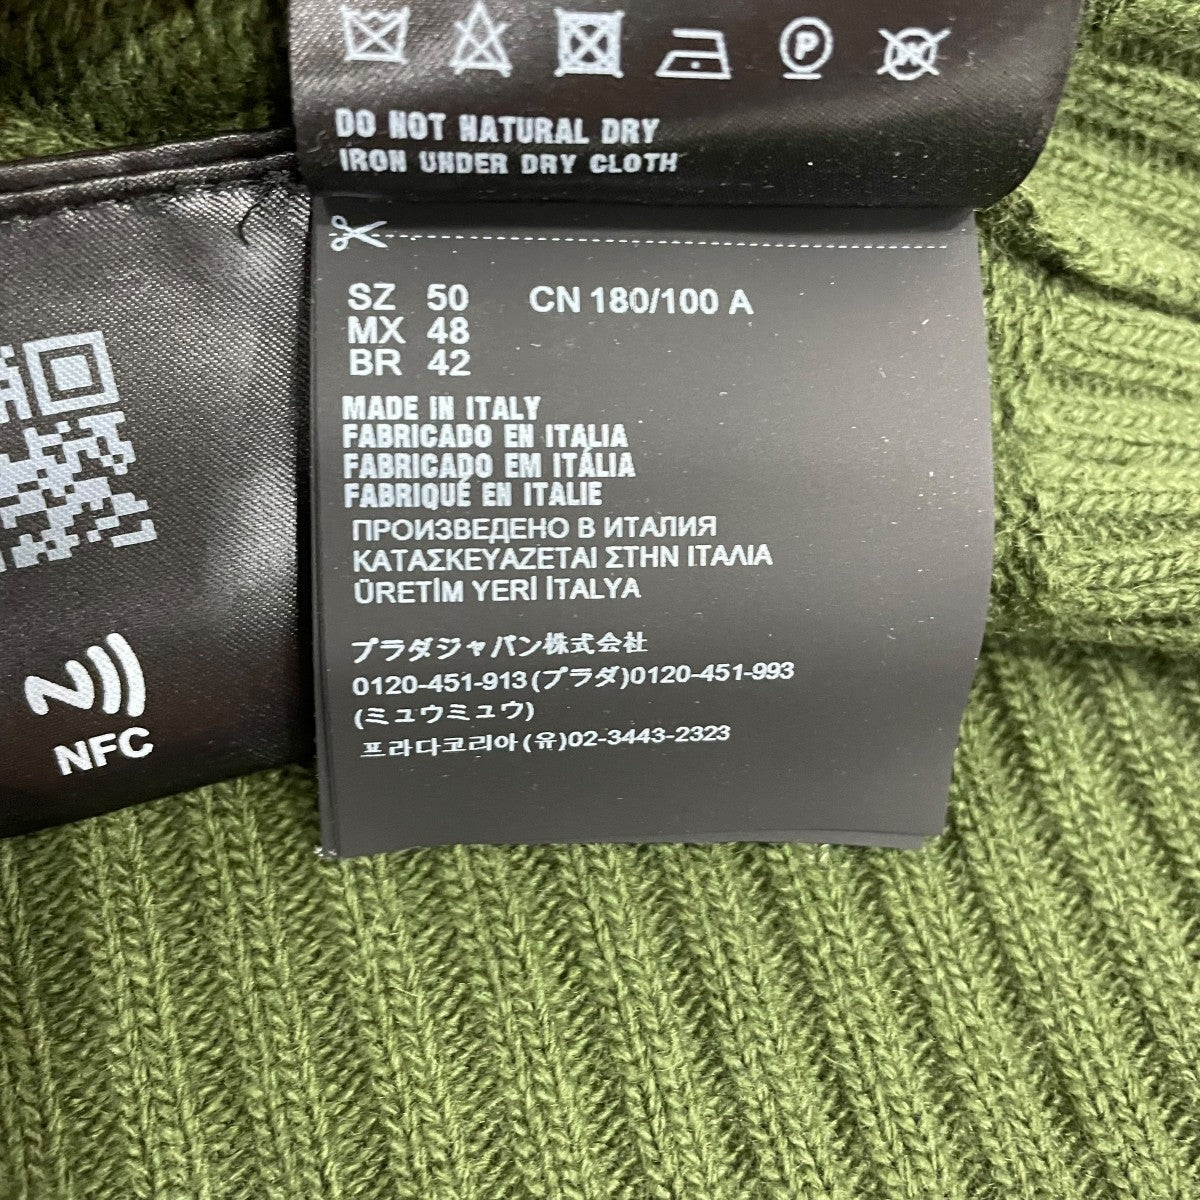 P
W
DO NOT NATURAL DRY
IRON UNDER DRY CLOTH
SZ 50 CN 180/100 A
MX 48
BR 42
MADE IN ITALY
FABRICADO EN ITALIA
FABRICADO EM ITÁLIA
FABRIQUÉ EN ITALIE
ПРОИЗВЕДЕНО В ИТАЛИЯ
ΚΑΤΑΣΚΕΥΑΖΕΤΑΙ ΣΤΗΝ ΙΤΑΛΙΑ
ÜRETİM YERİ İTALYA
プラダジャパン株式会社
0120-451-913(プラダ)0120-451-993
(ミュウミュウ)
프라다코리아(유)02-3443-2323
NFC